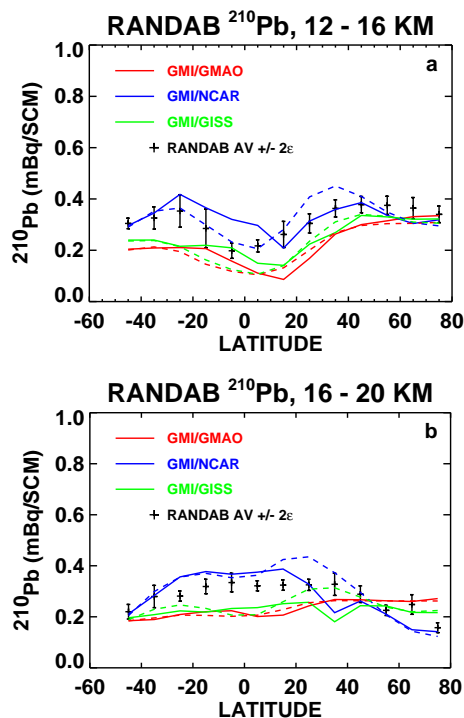 RANDAB ²¹⁰Pb, 12 - 16 KM
a
GMI/GMAO
GMI/NCAR
GMI/GISS
RANDAB AV +/- 2ε
1.0
0.8
0.6
0.4
0.2
0.0
²¹⁰Pb (mBq/SCM)
-60 -40 -20 0 20 40 60 80
LATITUDE
RANDAB ²¹⁰Pb, 16 - 20 KM
b
GMI/GMAO
GMI/NCAR
GMI/GISS
RANDAB AV +/- 2ε
1.0
0.8
0.6
0.4
0.2
0.0
²¹⁰Pb (mBq/SCM)
-60 -40 -20 0 20 40 60 80
LATITUDE